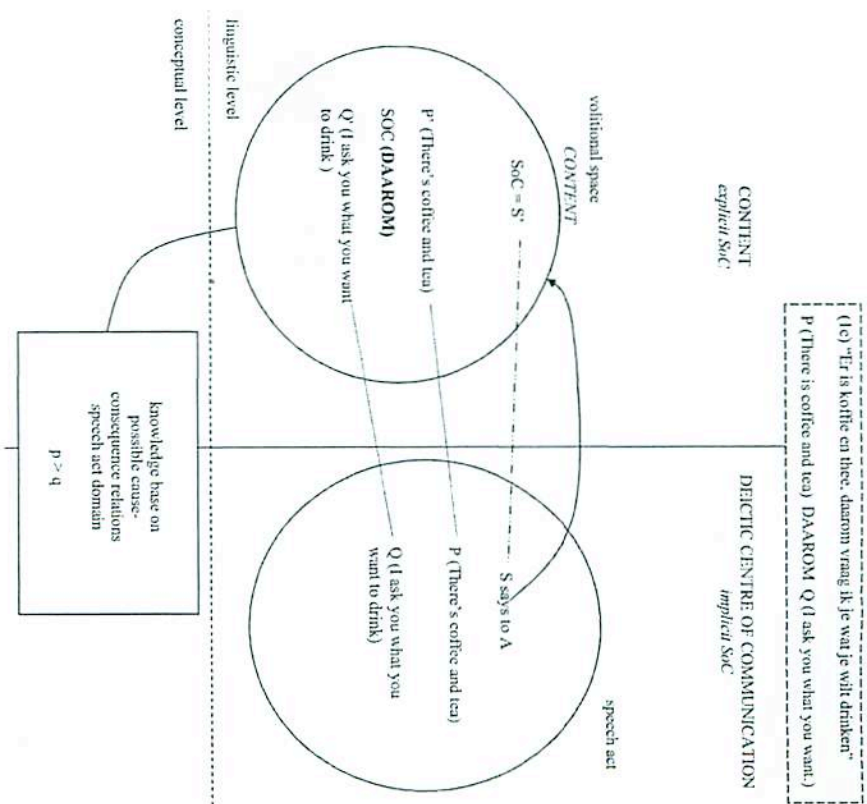 (1c) "Er is koffie en thee, daarom vraag ik je wat je wilt drinken"
P (There is coffee and tea) DAAROM Q (I ask you what you want.)
CONTENT
explicit SoC
DEICTIC CENTRE OF COMMUNICATION
implicit SoC
volitional space
CONTENT
speech act
SoC = S'
S says to A
P' (There's coffee and tea)
P (There's coffee and tea)
SOC (DAAROM)
Q' (I ask you what you want
to drink )
Q (I ask you what you
want to drink)
linguistic level
conceptual level
knowledge base on
possible cause-
consequence relations
speech act domain
p > q